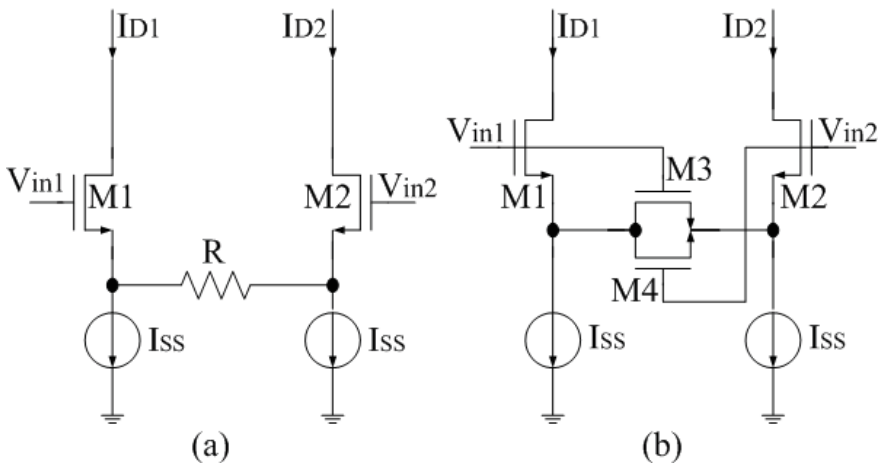 ID1
ID2
Vin1
M1
M2
Vin2
R
ISS
ISS
(a)
ID1
ID2
Vin1
Vin2
M3
M1
M2
M4
ISS
ISS
(b)